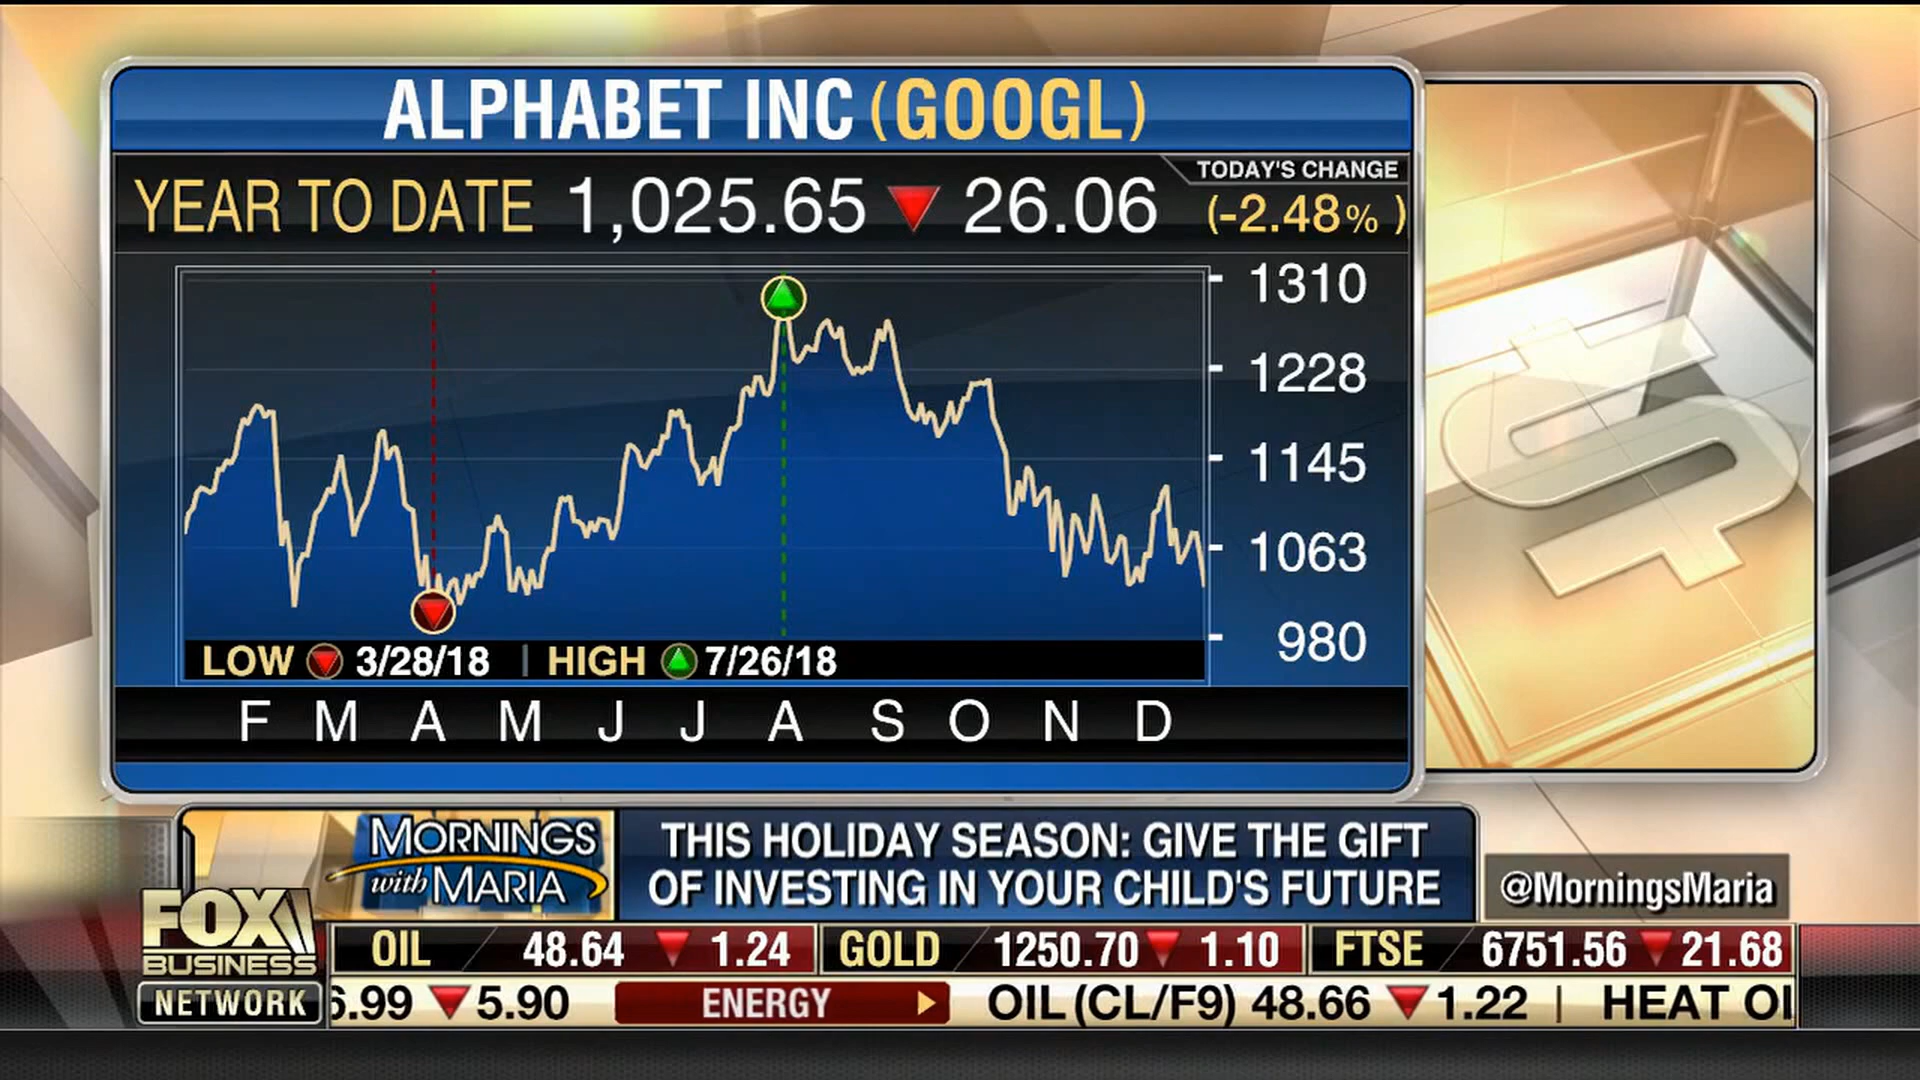 ALPHABET INC (GOOGL)
TODAY'S CHANGE
YEAR TO DATE 1,025.65 ▼ 26.06 (-2.48% )
1310
1228
1145
1063
980
LOW ▼ 3/28/18 | HIGH ▲ 7/26/18
F M A M J J A S O N D
MORNINGS with MARIA
THIS HOLIDAY SEASON: GIVE THE GIFT
OF INVESTING IN YOUR CHILD'S FUTURE
@MorningsMaria
FOX
BUSINESS
NETWORK
OIL 48.64 ▼ 1.24 GOLD 1250.70 ▼ 1.10 FTSE 6751.56 ▼ 21.68
6.99 ▼ 5.90 ENERGY OIL (CL/F9) 48.66 ▼ 1.22 | HEAT OI